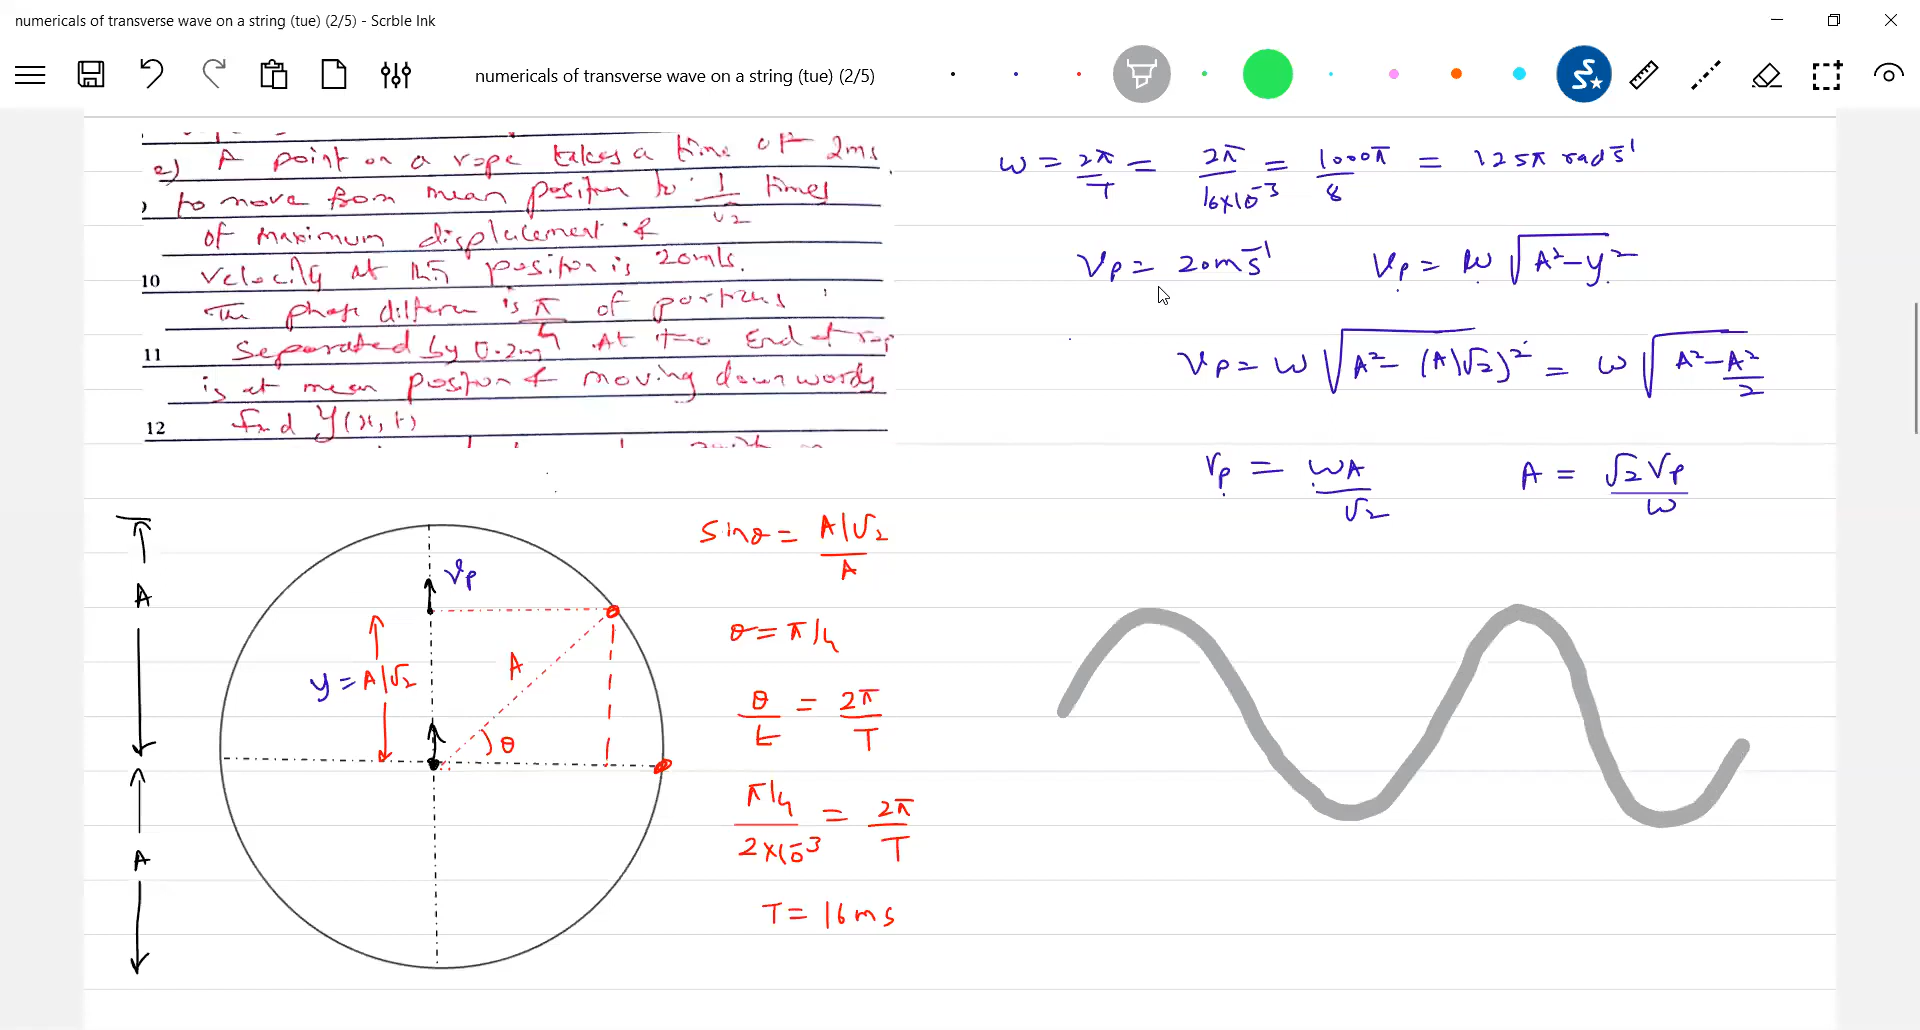 numericals of transverse wave on a string (tue) (2/5) - Scrble Ink
numericals of transverse wave on a string (tue) (2/5)
e) A point on a rope takes a time of 2ms
to move from mean position to 1/√2 times
of maximum displacement &
10 velocity at this position is 20m/s.
The phase differen is π/4 of particles
11 separated by 0.2m. At t=0 End of rop
is at mean position & moving downwords
12 find Y(x,t)
ω = 2π/T = 2π/16×10⁻³ = 1000π/8 = 125π rad s⁻¹
Vp = 20ms⁻¹ Vp = ω √A²-y²
Vp = ω √A²-(A/√2)² = ω √A²-A²/2
Vp = ωA/√2 A = √2 Vp/ω
A
A
Vp
y = A/√2
A
θ
sinθ = A/√2/A
θ = π/4
θ/t = 2π/T
π/4/2×10⁻³ = 2π/T
T = 16ms